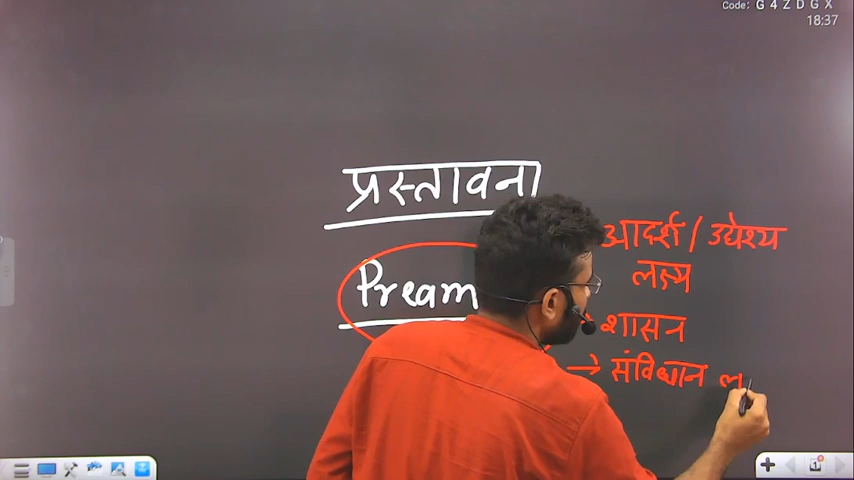 Code: G 4 Z D G X
18:37
प्रस्तावना
आदर्श / उद्येश्य
लक्ष्य
Pream
शासन
→ संविधान